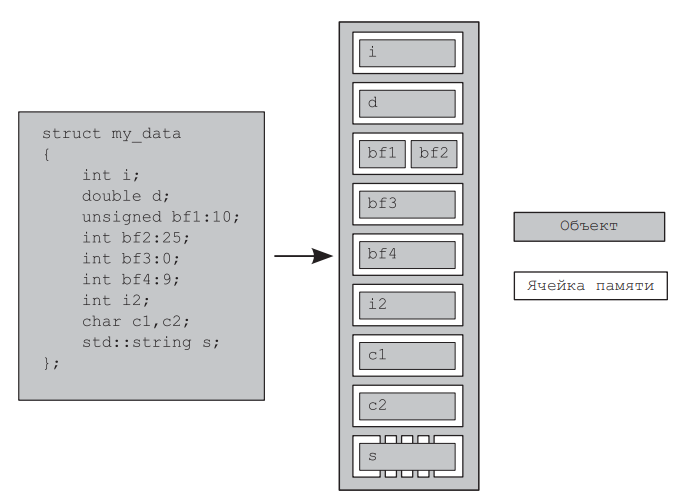 struct my_data
{
int i;
double d;
unsigned bf1:10;
int bf2:25;
int bf3:0;
int bf4:9;
int i2;
char c1,c2;
std::string s;
};
i
d
bf1 bf2
bf3
bf4
i2
c1
c2
s
Объект
Ячейка памяти